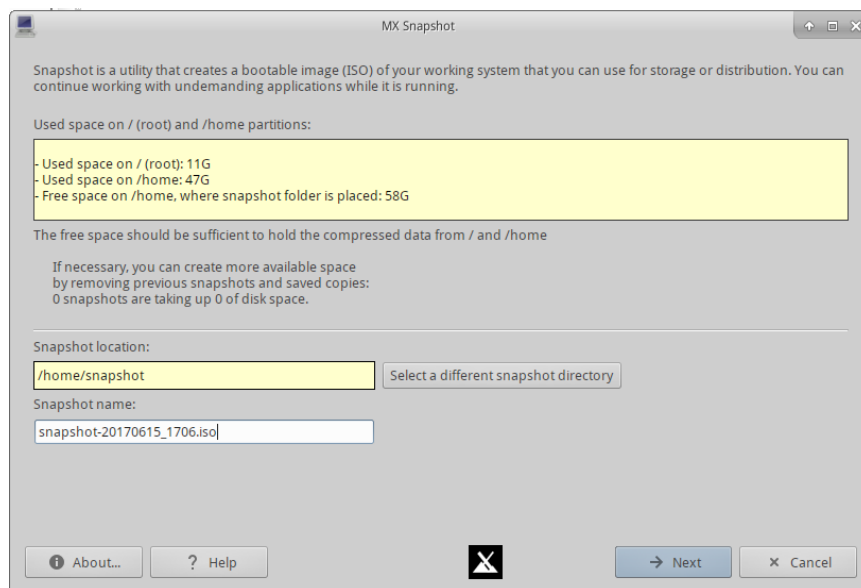 MX Snapshot
Snapshot is a utility that creates a bootable image (ISO) of your working system that you can use for storage or distribution. You can
continue working with undemanding applications while it is running.
Used space on / (root) and /home partitions:
- Used space on / (root): 11G
- Used space on /home: 47G
- Free space on /home, where snapshot folder is placed: 58G
The free space should be sufficient to hold the compressed data from / and /home
If necessary, you can create more available space
by removing previous snapshots and saved copies:
0 snapshots are taking up 0 of disk space.
Snapshot location:
/home/snapshot
Select a different snapshot directory
Snapshot name:
snapshot-20170615_1706.iso
About...
Help
Next
Cancel